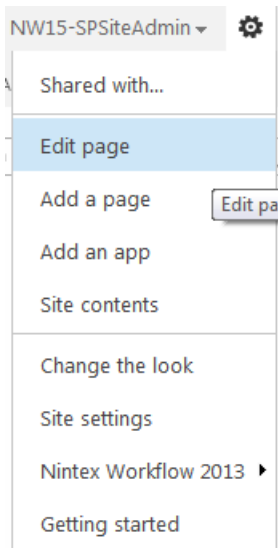 NW15-SPSiteAdmin
Shared with...
Edit page
Add a page
Edit pa
Add an app
Site contents
Change the look
Site settings
Nintex Workflow 2013
Getting started